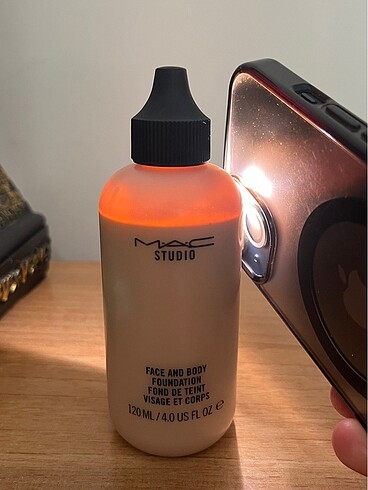 MAC
STUDIO
FACE AND BODY
FOUNDATION
FOND DE TEINT
VISAGE ET CORPS
120 ML / 4.0 US FL OZ ℮